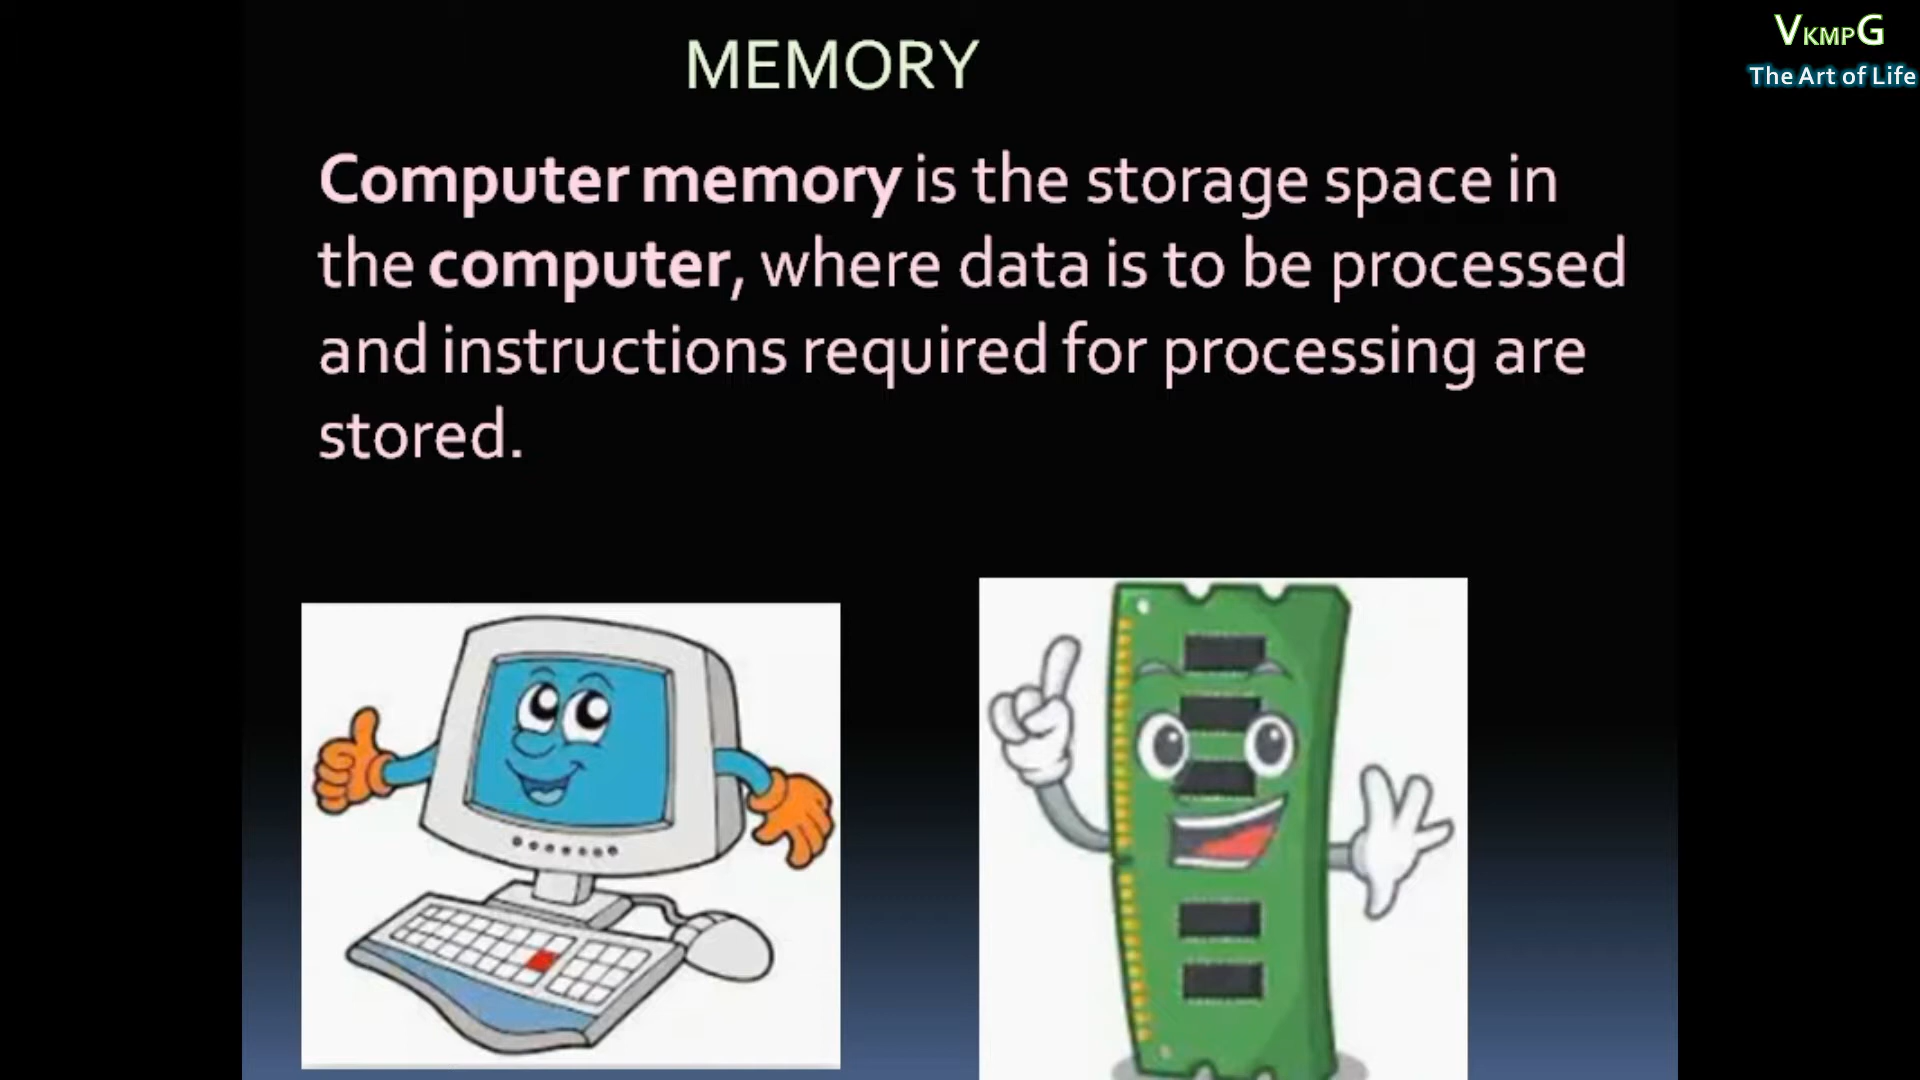 MEMORY
VKMPG
The Art of Life
Computer memory is the storage space in
the computer, where data is to be processed
and instructions required for processing are
stored.